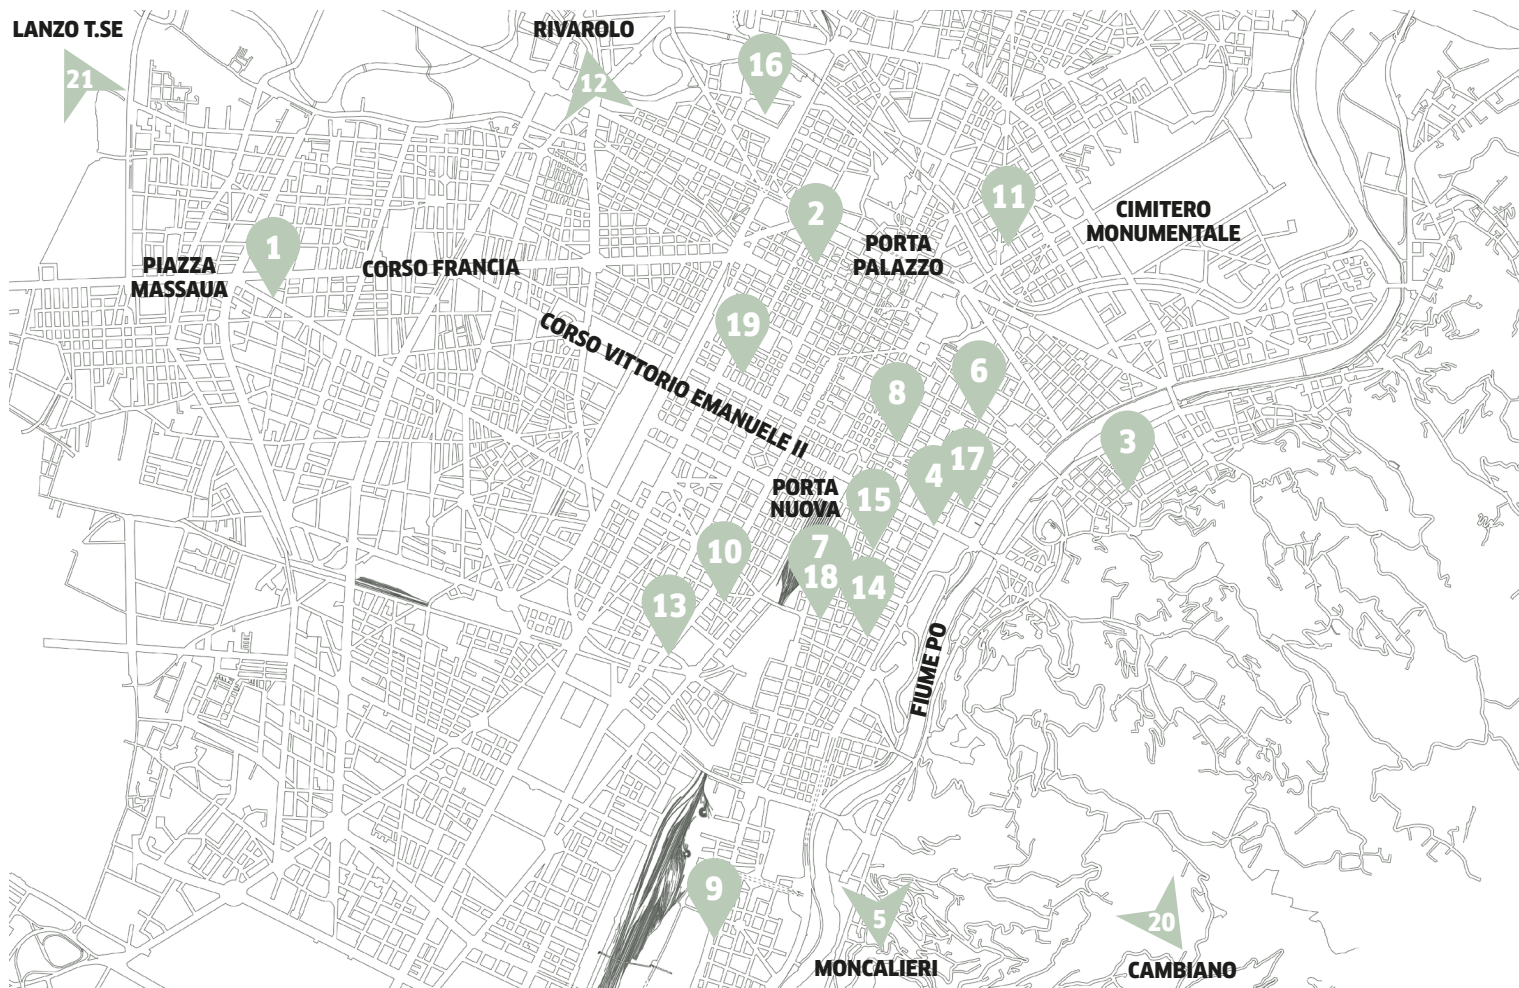 LANZO T.SE
21
RIVAROLO
12
16
11
2
CIMITERO
MONUMENTALE
PORTA
PALAZZO
1
PIAZZA
MASSAUA
CORSO FRANCIA
19
CORSO VITTORIO EMANUELE II
6
8
3
17
4
PORTA
NUOVA
15
10
7
18
14
13
FIUME PO
9
5
20
MONCALIERI
CAMBIANO